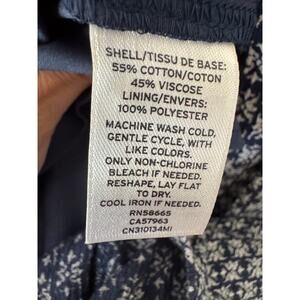 SHELL/TISSU DE BASE:
55% COTTON/COTON
45% VISCOSE
LINING/ENVERS:
100% POLYESTER
MACHINE WASH COLD,
GENTLE CYCLE, WITH
LIKE COLORS.
ONLY NON-CHLORINE
BLEACH IF NEEDED.
RESHAPE, LAY FLAT
TO DRY.
COOL IRON IF NEEDED.
RN58665
CA57963
CN310134MI